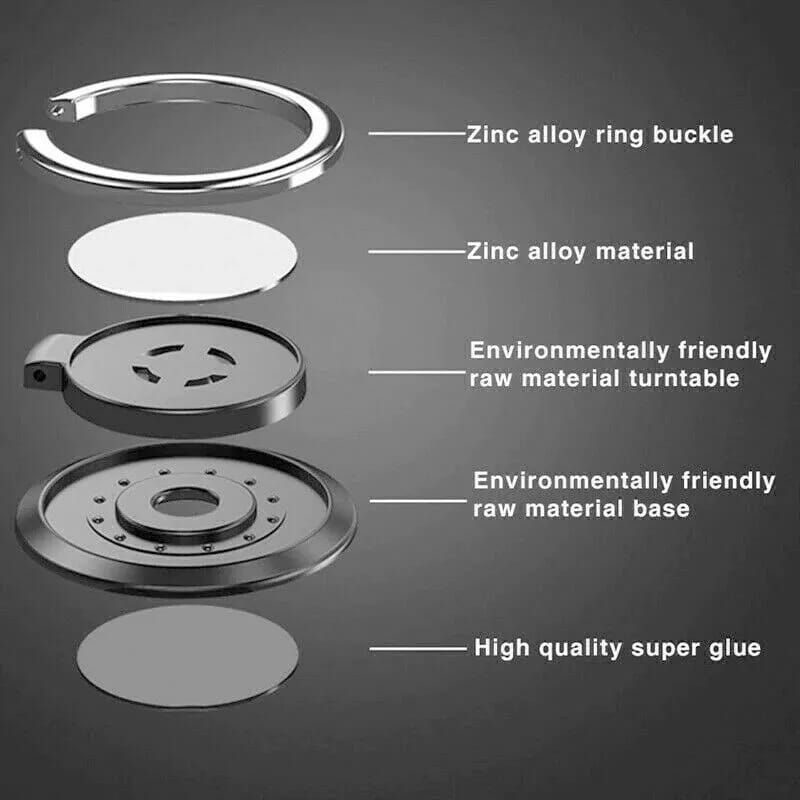 Zinc alloy ring buckle
Zinc alloy material
Environmentally friendly
raw material turntable
Environmentally friendly
raw material base
High quality super glue